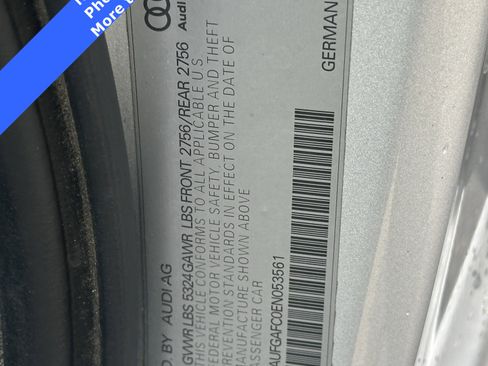 Pho
More t
Audi
GERMAN
D. BY AUDI AG
GVWR LBS 5324 GAWR LBS FRONT 2756/REAR 2756
THIS VEHICLE CONFORMS TO ALL APPLICABLE U.S.
FEDERAL MOTOR VEHICLE SAFETY, BUMPER AND THEFT
PREVENTION STANDARDS IN EFFECT ON THE DATE OF
MANUFACTURE SHOWN ABOVE
PASSENGER CAR
AUFGAFC0EN053561